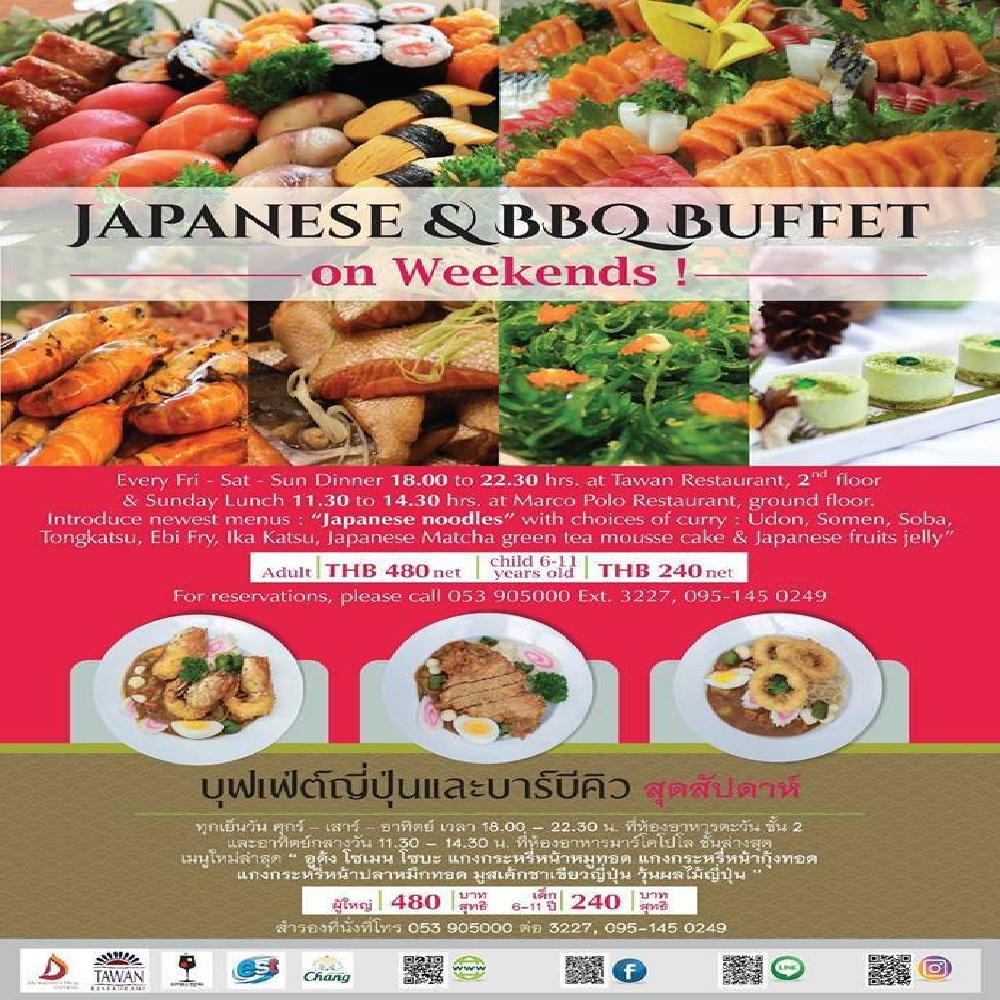 JAPANESE & BBQ BUFFET
on Weekends !
Every Fri - Sat - Sun Dinner 18.00 to 22.30 hrs. at Tawan Restaurant, 2nd floor
& Sunday Lunch 11.30 to 14.30 hrs. at Marco Polo Restaurant, ground floor.
Introduce newest menus : “Japanese noodles” with choices of curry : Udon, Somen, Soba,
Tongkatsu, Ebi Fry, Ika Katsu, Japanese Matcha green tea mousse cake & Japanese fruits jelly”
Adult THB 480 net child 6-11 years old THB 240 net
For reservations, please call 053 905000 Ext. 3227, 095-145 0249
บุฟเฟ่ต์ญี่ปุ่นและบาร์บีคิว สุดสัปดาห์
ทุกเย็นวัน ศุกร์ – เสาร์ – อาทิตย์ เวลา 18.00 – 22.30 น. ที่ห้องอาหารตะวัน ชั้น 2
และอาทิตย์กลางวัน 11.30 – 14.30 น. ที่ห้องอาหารมาร์โคโปโล ชั้นล่างสุด
เมนูใหม่ล่าสุด “ อูด้ง โซเมน โซบะ แกงกระหรี่หน้าหมูทอด แกงกระหรี่หน้ากุ้งทอด
แกงกระหรี่หน้าปลาหมึกทอด มูสเค้กชาเขียวญี่ปุ่น วุ้นผลไม้ญี่ปุ่น ”
ผู้ใหญ่ 480 บาท สุทธิ เด็ก 6-11 ปี 240 บาท สุทธิ
สำรองที่นั่งที่โทร 053 905000 ต่อ 3227, 095-145 0249
TAWAN RESTAURANT est Chang www LINE